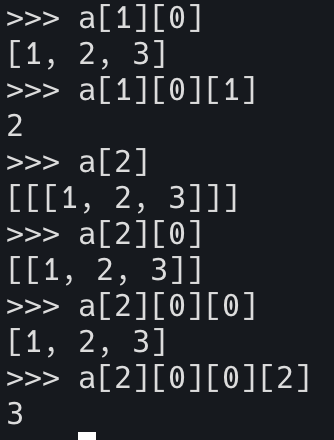 >>> a[1][0]
[1, 2, 3]
>>> a[1][0][1]
2
>>> a[2]
[[[1, 2, 3]]]
>>> a[2][0]
[[1, 2, 3]]
>>> a[2][0][0]
[1, 2, 3]
>>> a[2][0][0][2]
3